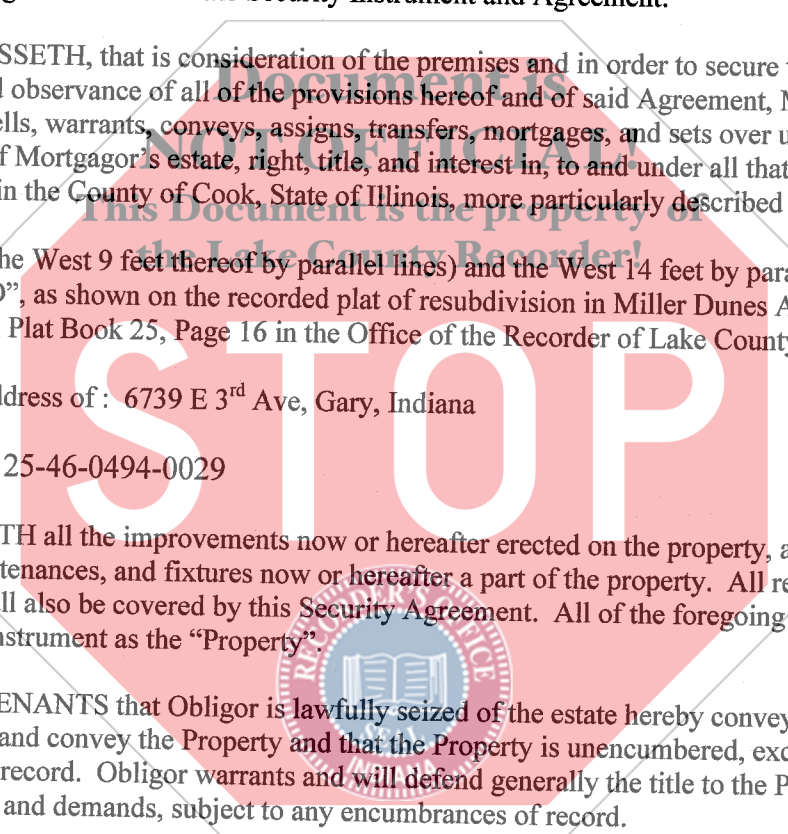 Security Instrument and Agreement.
SSETH, that is consideration of the premises and in order to secure
observance of all of the provisions hereof and of said Agreement,
ells, warrants, conveys, assigns, transfers, mortgages, and sets over u
f Mortgagor's estate, right, title, and interest in, to and under all that
in the County of Cook, State of Illinois, more particularly described
he West 9 feet thereof by parallel lines) and the West 14 feet by para
", as shown on the recorded plat of resubdivision in Miller Dunes A
Plat Book 25, Page 16 in the Office of the Recorder of Lake County
ddress of : 6739 E 3rd Ave, Gary, Indiana
25-46-0494-0029
TH all the improvements now or hereafter erected on the property, a
tenances, and fixtures now or hereafter a part of the property. All re
ll also be covered by this Security Agreement. All of the foregoing
nstrument as the “Property”.
ENANTS that Obligor is lawfully seized of the estate hereby convey
and convey the Property and that the Property is unencumbered, exc
record. Obligor warrants and will defend generally the title to the P
and demands, subject to any encumbrances of record.
Document is
NOT OFFICIAL!
This Document is the property of
the Lake County Recorder!
STOP
RECORDER'S OFFICE
SEAL
INDIANA